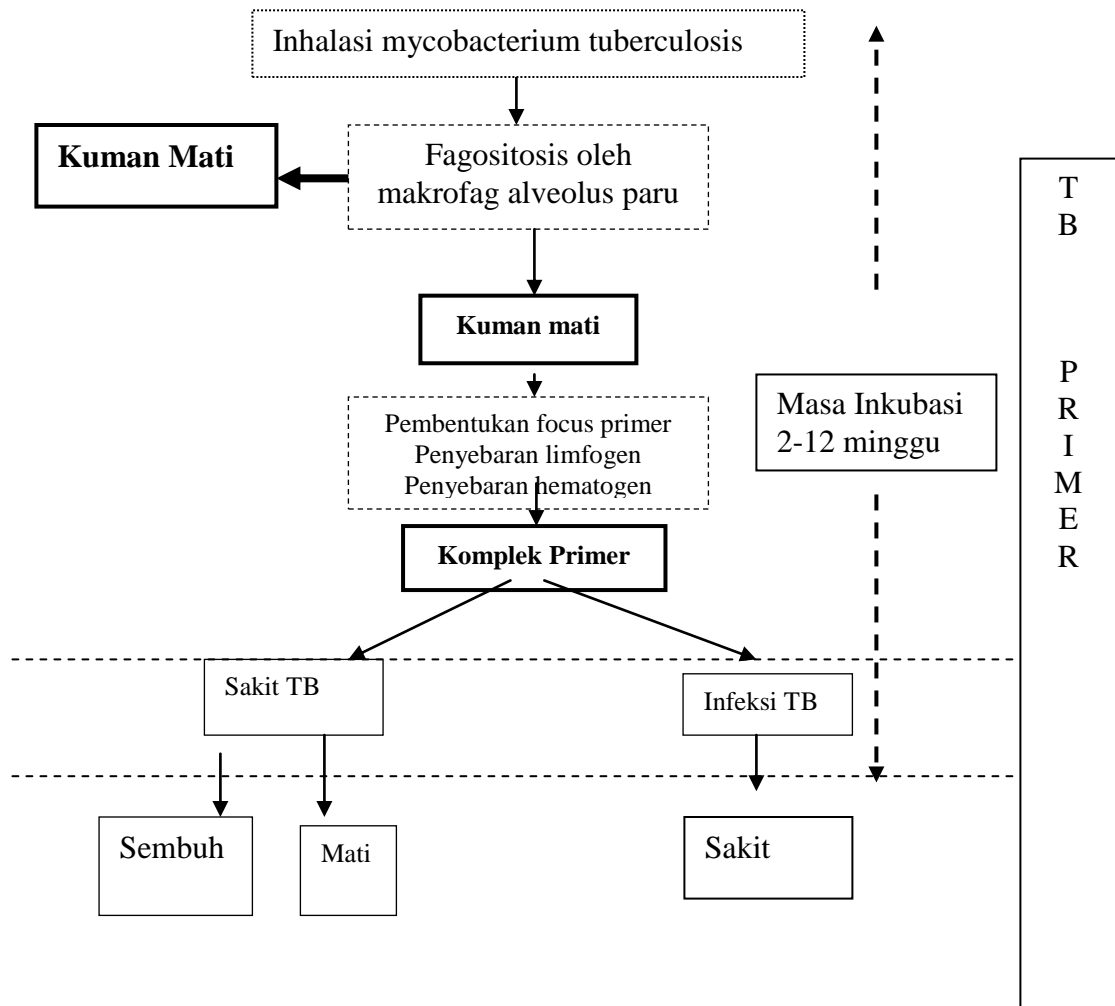 Inhalasi mycobacterium tuberculosis
Kuman Mati
Fagositosis oleh
makrofag alveolus paru
Kuman mati
Pembentukan focus primer
Penyebaran limfogen
Penyebaran hematogen
Masa Inkubasi
2-12 minggu
Komplek Primer
Sakit TB
Infeksi TB
Sembuh
Mati
Sakit
T
B
P
R
I
M
E
R